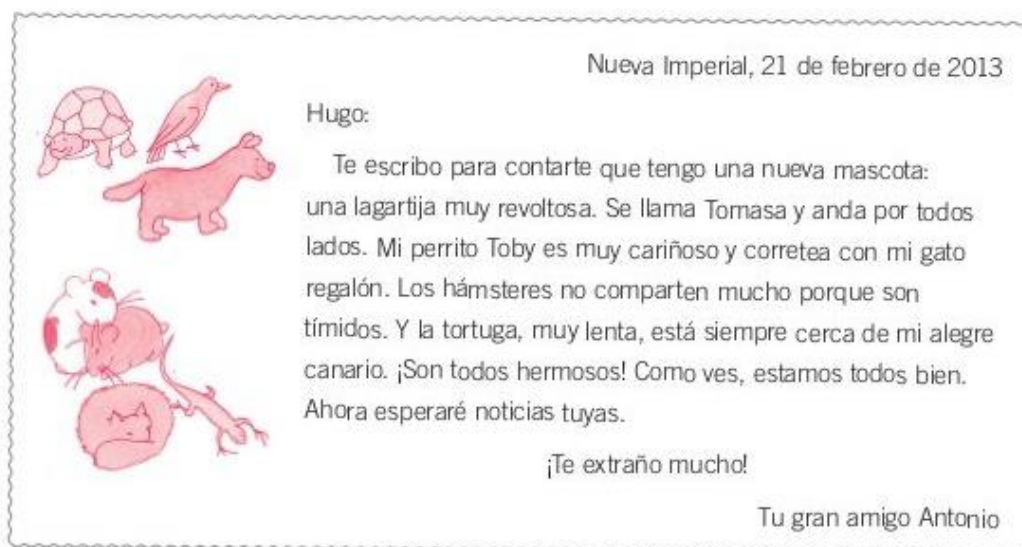 Nueva Imperial, 21 de febrero de 2013
Hugo:
Te escribo para contarte que tengo una nueva mascota:
una lagartija muy revoltosa. Se llama Tomasa y anda por todos
lados. Mi perrito Toby es muy cariñoso y corretea con mi gato
regalón. Los hámsteres no comparten mucho porque son
tímidos. Y la tortuga, muy lenta, está siempre cerca de mi alegre
canario. ¡Son todos hermosos! Como ves, estamos todos bien.
Ahora esperaré noticias tuyas.
¡Te extraño mucho!
Tu gran amigo Antonio